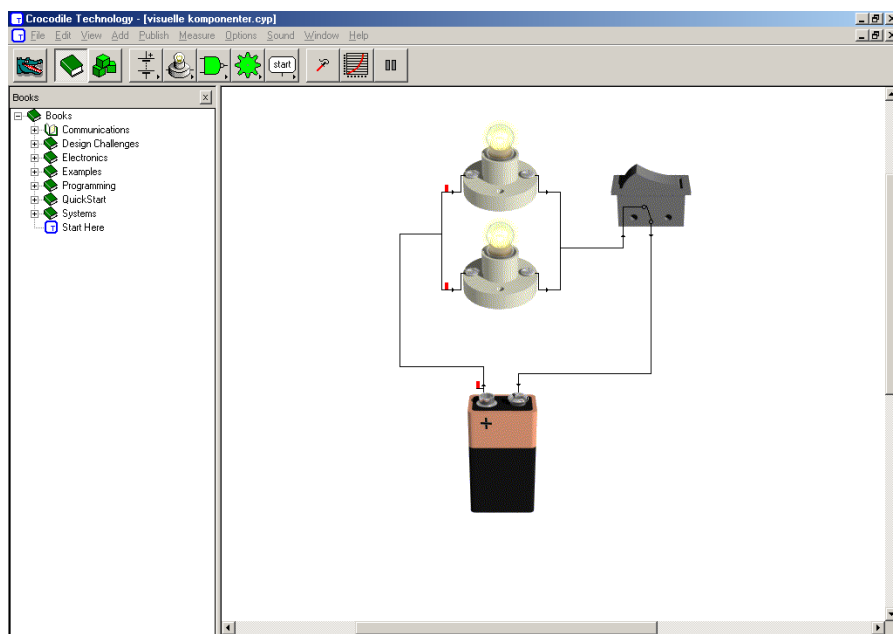 Crocodile Technology - [visuelle komponenter.cyp]
File Edit View Add Publish Measure Options Sound Window Help
start
Books
Books
Communications
Design Challenges
Electronics
Examples
Programming
QuickStart
Systems
Start Here
+